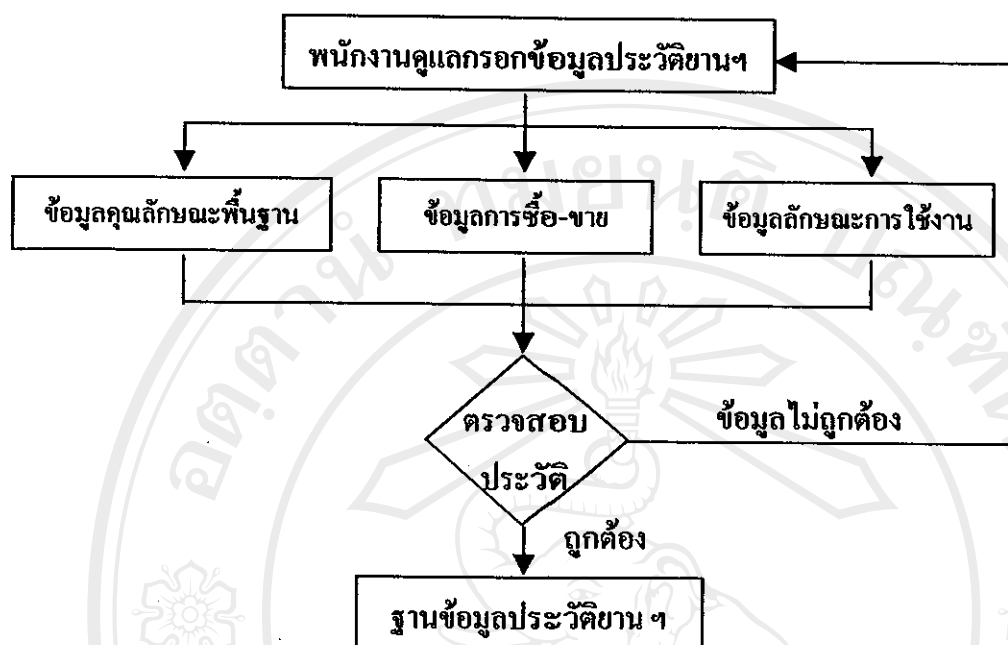 พนักงานดูแลกรอกข้อมูลประวัติยานฯ
ข้อมูลคุณลักษณะพื้นฐาน
ข้อมูลการซื้อ-ขาย
ข้อมูลลักษณะการใช้งาน
ตรวจสอบ
ประวัติ
ข้อมูลไม่ถูกต้อง
ถูกต้อง
ฐานข้อมูลประวัติยาน ฯ